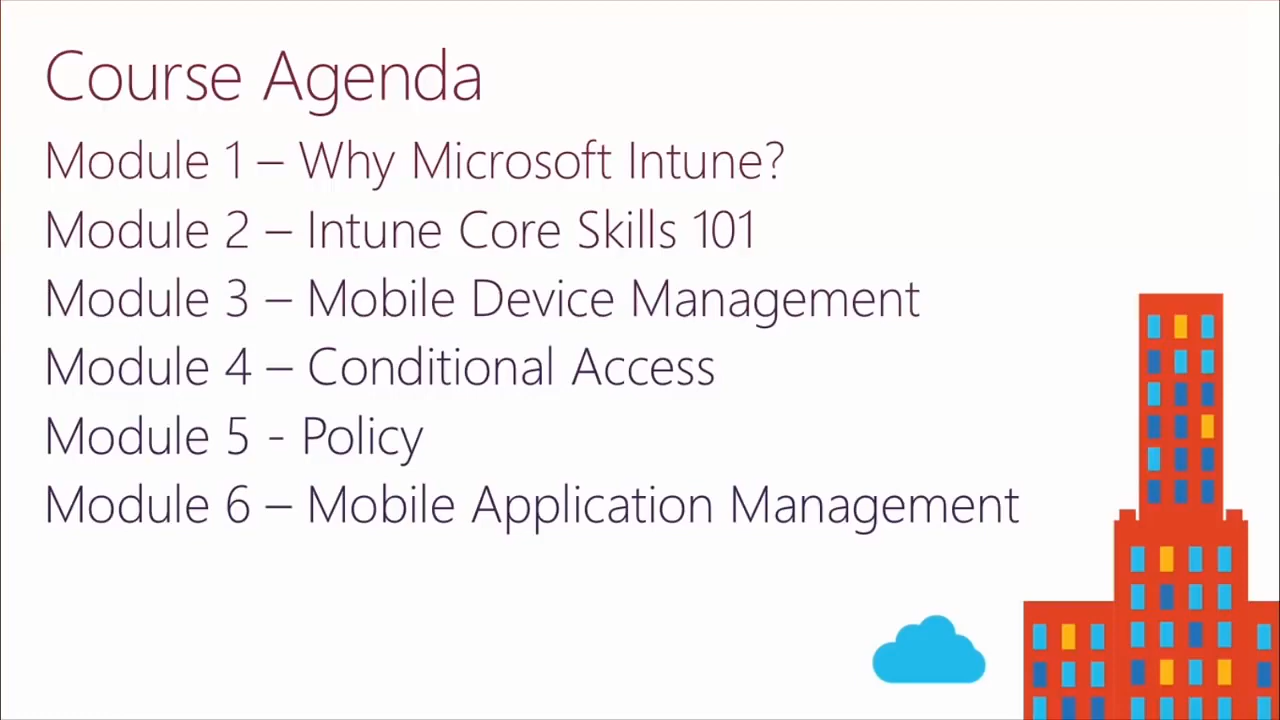 Course Agenda
Module 1 – Why Microsoft Intune?
Module 2 – Intune Core Skills 101
Module 3 – Mobile Device Management
Module 4 – Conditional Access
Module 5 - Policy
Module 6 – Mobile Application Management